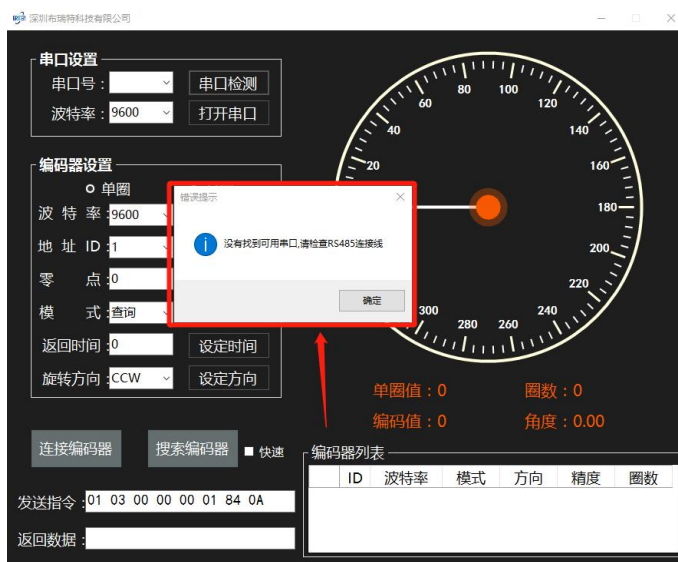 深圳布瑞特科技有限公司
串口设置
串口号：
串口检测
波特率：9600
打开串口
编码器设置
单圈
波 特 率:9600
地 址 ID:1
零 点:0
模 式:查询
返回时间:0
设定时间
旋转方向:CCW
设定方向
错误提示
没有找到可用串口,请检查RS485连接线
确定
20
40
60
80
100
120
140
160
180
200
220
240
260
280
300
单圈值：0
圈数：0
编码值：0
角度：0.00
连接编码器
搜索编码器
快速
编码器列表
ID 波特率 模式 方向 精度 圈数
发送指令：01 03 00 00 00 01 84 0A
返回数据：